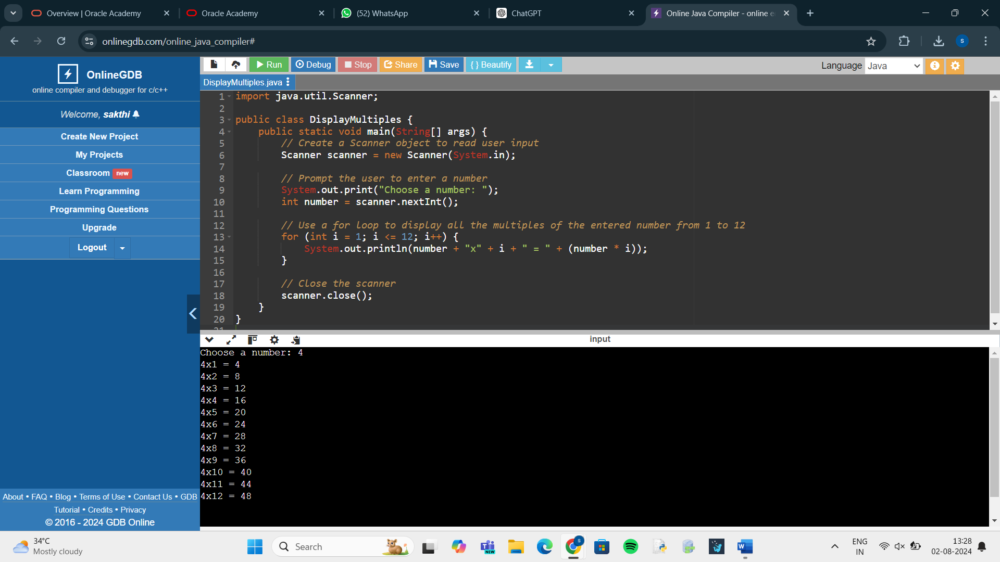 Overview | Oracle Academy
Oracle Academy
(52) WhatsApp
ChatGPT
Online Java Compiler - online e
onlinegdb.com/online_java_compiler#
S
OnlineGDB
online compiler and debugger for c/c++
Welcome, sakthi
Create New Project
My Projects
Classroom new
Learn Programming
Programming Questions
Upgrade
Logout
About • FAQ • Blog • Terms of Use • Contact Us • GDB
Tutorial • Credits • Privacy
© 2016 - 2024 GDB Online
Run Debug Stop Share Save { } Beautify
Language Java
DisplayMultiples.java
1 import java.util.Scanner;
2
3 public class DisplayMultiples {
4 public static void main(String[] args) {
5 // Create a Scanner object to read user input
6 Scanner scanner = new Scanner(System.in);
7
8 // Prompt the user to enter a number
9 System.out.print("Choose a number: ");
10 int number = scanner.nextInt();
11
12 // Use a for loop to display all the multiples of the entered number from 1 to 12
13 for (int i = 1; i <= 12; i++) {
14 System.out.println(number + "x" + i + " = " + (number * i));
15 }
16
17 // Close the scanner
18 scanner.close();
19 }
20 }
21
input
Choose a number: 4
4x1 = 4
4x2 = 8
4x3 = 12
4x4 = 16
4x5 = 20
4x6 = 24
4x7 = 28
4x8 = 32
4x9 = 36
4x10 = 40
4x11 = 44
4x12 = 48
34°C
Mostly cloudy
Search
NEW
S
ENG
IN
13:28
02-08-2024